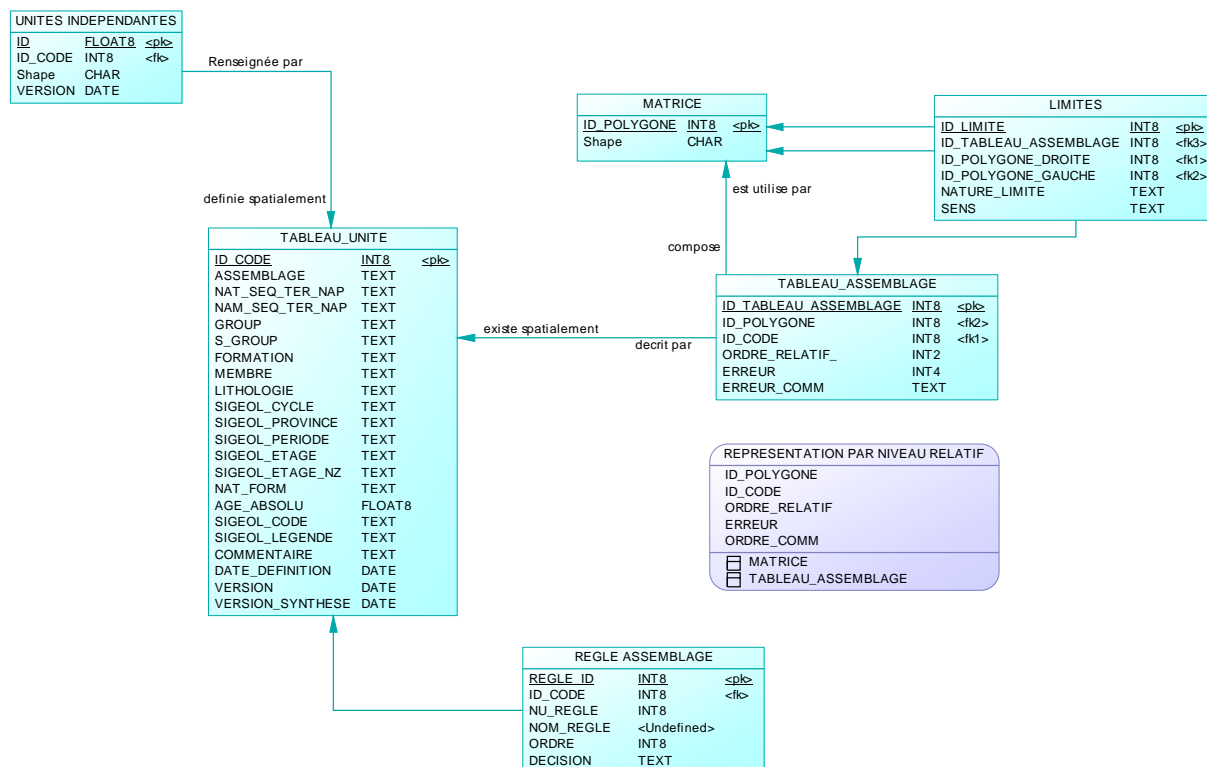 UNITES INDEPENDANTES
ID FLOAT8 <pk>
ID_CODE INT8 <fk>
Shape CHAR
VERSION DATE
Renseignée par
definie spatialement
MATRICE
ID_POLYGONE INT8 <pk>
Shape CHAR
LIMITES
ID_LIMITE INT8 <pk>
ID_TABLEAU_ASSEMBLAGE INT8 <fk3>
ID_POLYGONE_DROITE INT8 <fk1>
ID_POLYGONE_GAUCHE INT8 <fk2>
NATURE_LIMITE TEXT
SENS TEXT
est utilise par
compose
TABLEAU_UNITE
ID_CODE INT8 <pk>
ASSEMBLAGE TEXT
NAT_SEQ_TER_NAP TEXT
NAM_SEQ_TER_NAP TEXT
GROUP TEXT
S_GROUP TEXT
FORMATION TEXT
MEMBRE TEXT
LITHOLOGIE TEXT
SIGEOL_CYCLE TEXT
SIGEOL_PROVINCE TEXT
SIGEOL_PERIODE TEXT
SIGEOL_ETAGE TEXT
SIGEOL_ETAGE_NZ TEXT
NAT_FORM TEXT
AGE_ABSOLU FLOAT8
SIGEOL_CODE TEXT
SIGEOL_LEGENDE TEXT
COMMENTAIRE TEXT
DATE_DEFINITION DATE
VERSION DATE
VERSION_SYNTHESE DATE
existe spatialement
decrit par
TABLEAU_ASSEMBLAGE
ID_TABLEAU_ASSEMBLAGE INT8 <pk>
ID_POLYGONE INT8 <fk2>
ID_CODE INT8 <fk1>
ORDRE_RELATIF_ INT2
ERREUR INT4
ERREUR_COMM TEXT
REPRESENTATION PAR NIVEAU RELATIF
ID_POLYGONE
ID_CODE
ORDRE_RELATIF
ERREUR
ORDRE_COMM
MATRICE
TABLEAU_ASSEMBLAGE
REGLE ASSEMBLAGE
REGLE_ID INT8 <pk>
ID_CODE INT8 <fk>
NU_REGLE INT8
NOM_REGLE <Undefined>
ORDRE INT8
DECISION TEXT